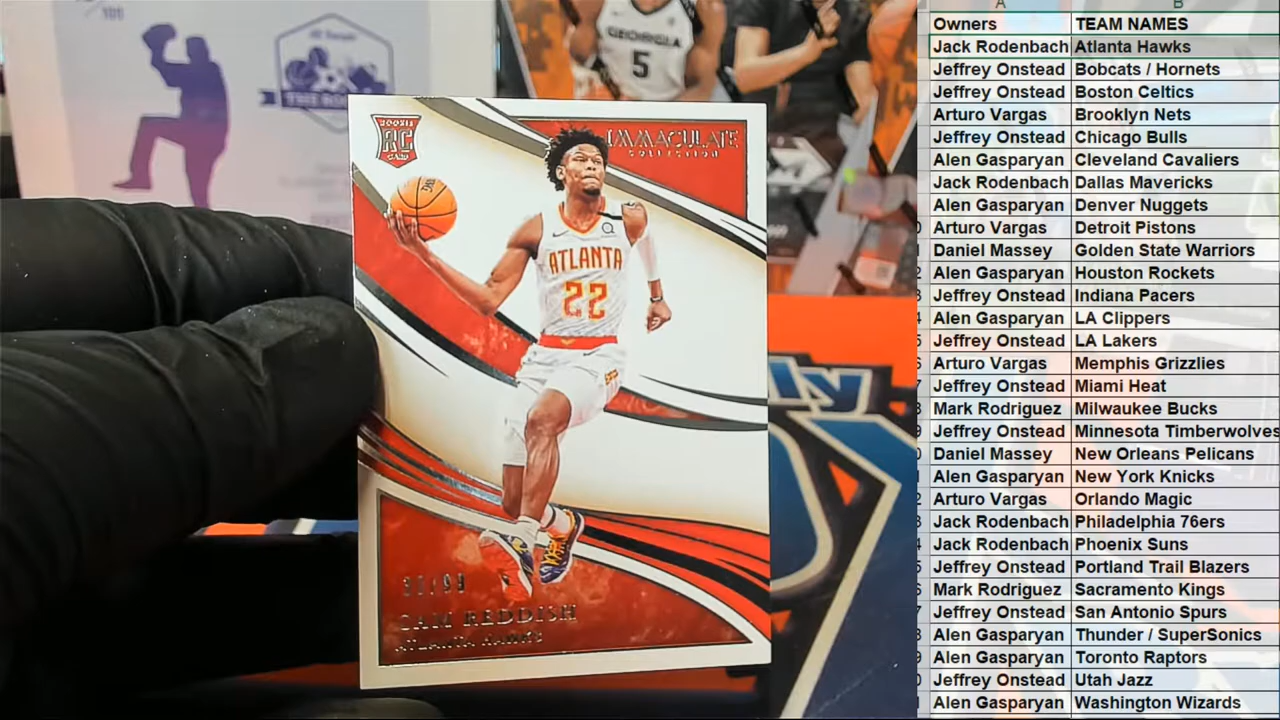 GEORGIA
5
ROOKIE
RC
CARD
IMMACULATE
COLLECTION
ATLANTA
22
CAM REDDISH
ATLANTA HAWKS
A B
Owners TEAM NAMES
Jack Rodenbach Atlanta Hawks
Jeffrey Onstead Bobcats / Hornets
Jeffrey Onstead Boston Celtics
Arturo Vargas Brooklyn Nets
Jeffrey Onstead Chicago Bulls
Alen Gasparyan Cleveland Cavaliers
Jack Rodenbach Dallas Mavericks
Alen Gasparyan Denver Nuggets
Arturo Vargas Detroit Pistons
Daniel Massey Golden State Warriors
Alen Gasparyan Houston Rockets
Jeffrey Onstead Indiana Pacers
Alen Gasparyan LA Clippers
Jeffrey Onstead LA Lakers
Arturo Vargas Memphis Grizzlies
Jeffrey Onstead Miami Heat
Mark Rodriguez Milwaukee Bucks
Jeffrey Onstead Minnesota Timberwolves
Daniel Massey New Orleans Pelicans
Alen Gasparyan New York Knicks
Arturo Vargas Orlando Magic
Jack Rodenbach Philadelphia 76ers
Jack Rodenbach Phoenix Suns
Jeffrey Onstead Portland Trail Blazers
Mark Rodriguez Sacramento Kings
Jeffrey Onstead San Antonio Spurs
Alen Gasparyan Thunder / SuperSonics
Alen Gasparyan Toronto Raptors
Jeffrey Onstead Utah Jazz
Alen Gasparyan Washington Wizards